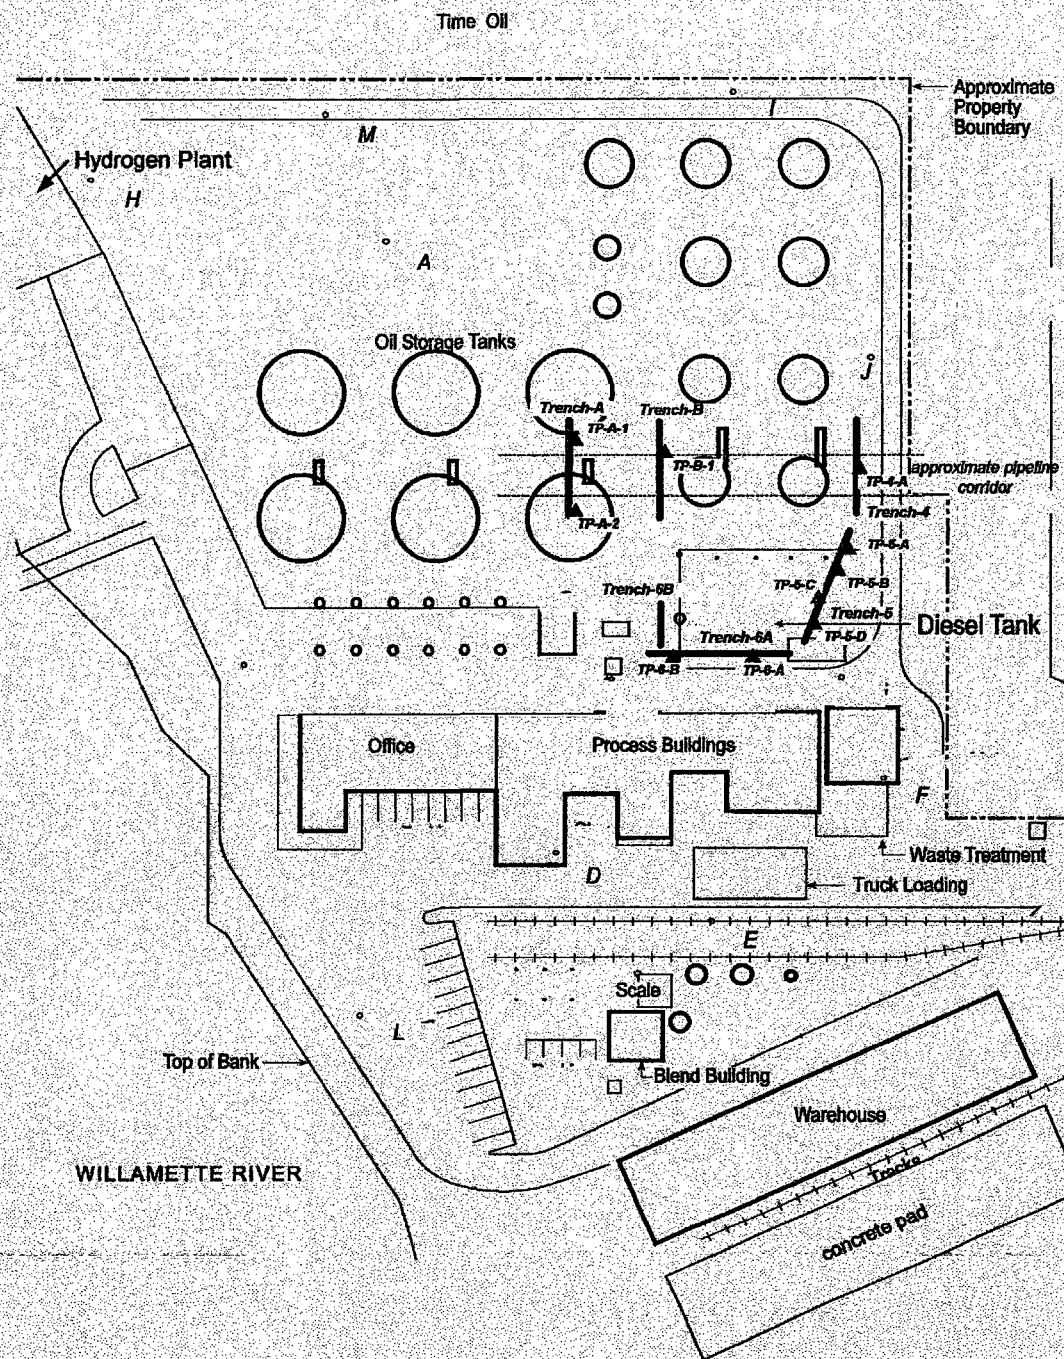 Time Oil
Approximate
Property
Boundary
I
M
Hydrogen Plant
H
A
Oil Storage Tanks
J
Trench-A
Trench-B
TP-A-1
TP-B-1
approximate pipeline
corridor
TP-4-A
Trench-4
TP-A-2
TP-5-A
TP-5-B
TP-5-C
Trench-6B
Trench-5
Diesel Tank
Trench-6A
TP-5-D
TP-6-B
TP-6-A
Office
Process Buildings
F
Waste Treatment
D
Truck Loading
E
Scale
L
Top of Bank
Blend Building
Warehouse
WILLAMETTE RIVER
Tracks
concrete pad